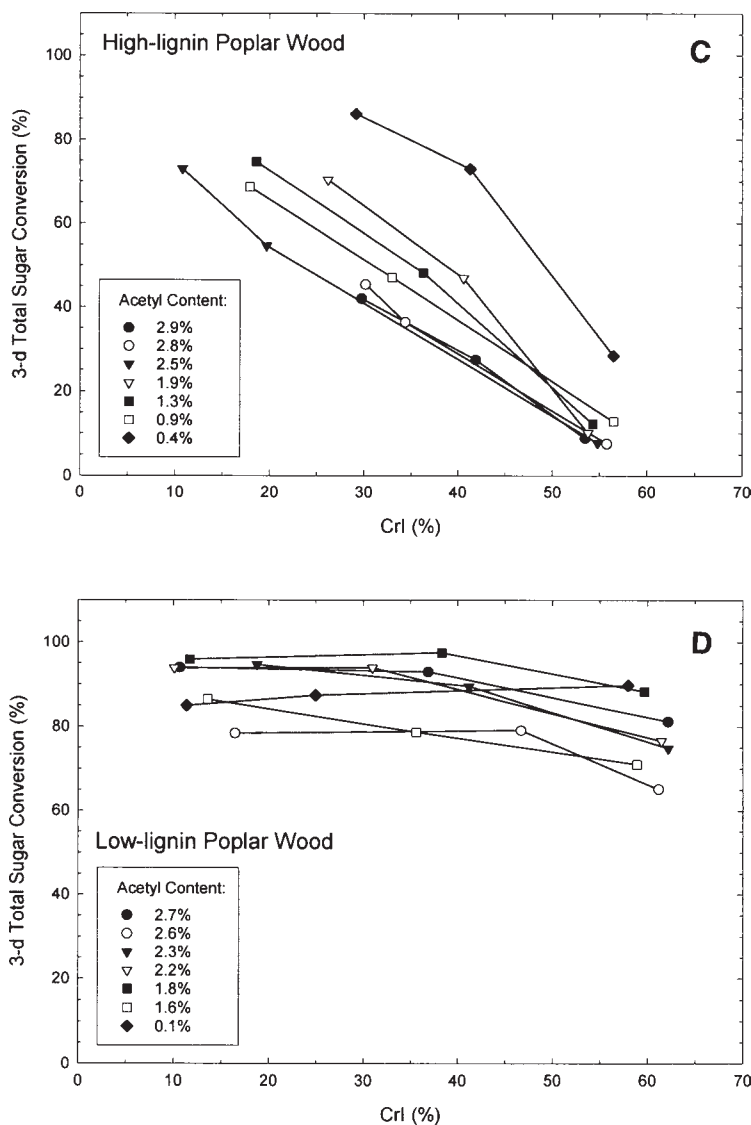 High-lignin Poplar Wood
C
3-d Total Sugar Conversion (%)
100
80
60
40
20
0
Acetyl Content:
2.9%
2.8%
2.5%
1.9%
1.3%
0.9%
0.4%
0 10 20 30 40 50 60 70
CrI (%)
D
3-d Total Sugar Conversion (%)
100
80
60
40
20
0
Low-lignin Poplar Wood
Acetyl Content:
2.7%
2.6%
2.3%
2.2%
1.8%
1.6%
0.1%
0 10 20 30 40 50 60 70
CrI (%)